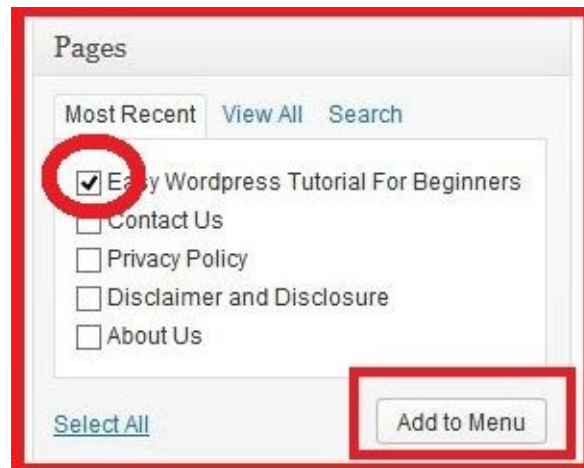 Pages
Most Recent View All Search
Easy Wordpress Tutorial For Beginners
Contact Us
Privacy Policy
Disclaimer and Disclosure
About Us
Select All Add to Menu